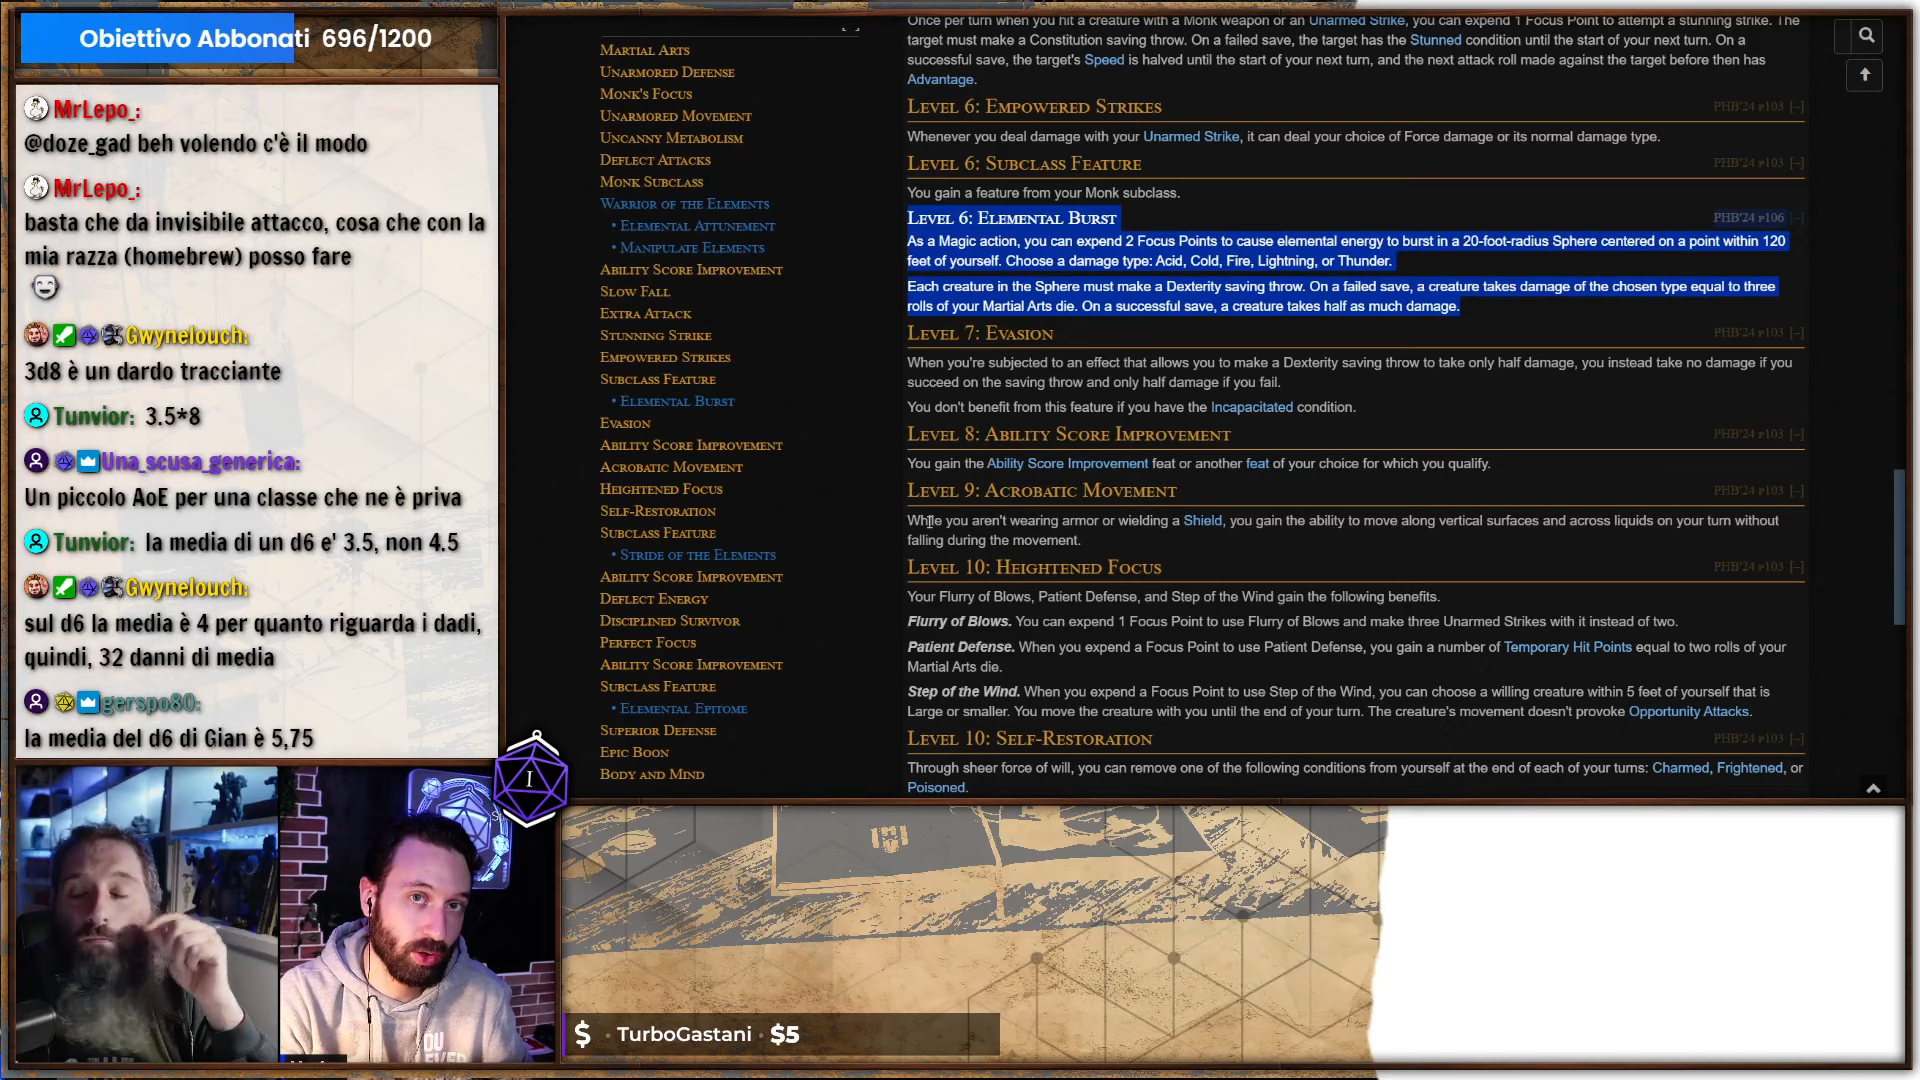 Obiettivo Abbonati 696/1200
MrLepo_:
@doze_gad beh volendo c'è il modo
MrLepo_:
basta che da invisibile attacco, cosa che con la
mia razza (homebrew) posso fare
Gwynelouch:
3d8 è un dardo tracciante
Tunvior: 3.5*8
Una_scusa_generica:
Un piccolo AoE per una classe che ne è priva
Tunvior: la media di un d6 e' 3.5, non 4.5
Gwynelouch:
sul d6 la media è 4 per quanto riguarda i dadi,
quindi, 32 danni di media
gerspo80:
la media del d6 di Gian è 5,75
Martial Arts
Unarmored Defense
Monk's Focus
Unarmored Movement
Uncanny Metabolism
Deflect Attacks
Monk Subclass
Warrior of the Elements
• Elemental Attunement
• Manipulate Elements
Ability Score Improvement
Slow Fall
Extra Attack
Stunning Strike
Empowered Strikes
Subclass Feature
• Elemental Burst
Evasion
Ability Score Improvement
Acrobatic Movement
Heightened Focus
Self-Restoration
Subclass Feature
• Stride of the Elements
Ability Score Improvement
Deflect Energy
Disciplined Survivor
Perfect Focus
Ability Score Improvement
Subclass Feature
• Elemental Epitome
Superior Defense
Epic Boon
Body and Mind
Once per turn when you hit a creature with a Monk weapon or an Unarmed Strike, you can expend 1 Focus Point to attempt a stunning strike. The
target must make a Constitution saving throw. On a failed save, the target has the Stunned condition until the start of your next turn. On a
successful save, the target's Speed is halved until the start of your next turn, and the next attack roll made against the target before then has
Advantage.
Level 6: Empowered Strikes PHB'24 p103 [–]
Whenever you deal damage with your Unarmed Strike, it can deal your choice of Force damage or its normal damage type.
Level 6: Subclass Feature PHB'24 p103 [–]
You gain a feature from your Monk subclass.
Level 6: Elemental Burst PHB'24 p106 [–]
As a Magic action, you can expend 2 Focus Points to cause elemental energy to burst in a 20-foot-radius Sphere centered on a point within 120
feet of yourself. Choose a damage type: Acid, Cold, Fire, Lightning, or Thunder.
Each creature in the Sphere must make a Dexterity saving throw. On a failed save, a creature takes damage of the chosen type equal to three
rolls of your Martial Arts die. On a successful save, a creature takes half as much damage.
Level 7: Evasion PHB'24 p103 [–]
When you're subjected to an effect that allows you to make a Dexterity saving throw to take only half damage, you instead take no damage if you
succeed on the saving throw and only half damage if you fail.
You don't benefit from this feature if you have the Incapacitated condition.
Level 8: Ability Score Improvement PHB'24 p103 [–]
You gain the Ability Score Improvement feat or another feat of your choice for which you qualify.
Level 9: Acrobatic Movement PHB'24 p103 [–]
While you aren't wearing armor or wielding a Shield, you gain the ability to move along vertical surfaces and across liquids on your turn without
falling during the movement.
Level 10: Heightened Focus PHB'24 p103 [–]
Your Flurry of Blows, Patient Defense, and Step of the Wind gain the following benefits.
Flurry of Blows. You can expend 1 Focus Point to use Flurry of Blows and make three Unarmed Strikes with it instead of two.
Patient Defense. When you expend a Focus Point to use Patient Defense, you gain a number of Temporary Hit Points equal to two rolls of your
Martial Arts die.
Step of the Wind. When you expend a Focus Point to use Step of the Wind, you can choose a willing creature within 5 feet of yourself that is
Large or smaller. You move the creature with you until the end of your turn. The creature's movement doesn't provoke Opportunity Attacks.
Level 10: Self-Restoration PHB'24 p103 [–]
Through sheer force of will, you can remove one of the following conditions from yourself at the end of each of your turns: Charmed, Frightened, or
Poisoned.
I
$ · TurboGastani · $5